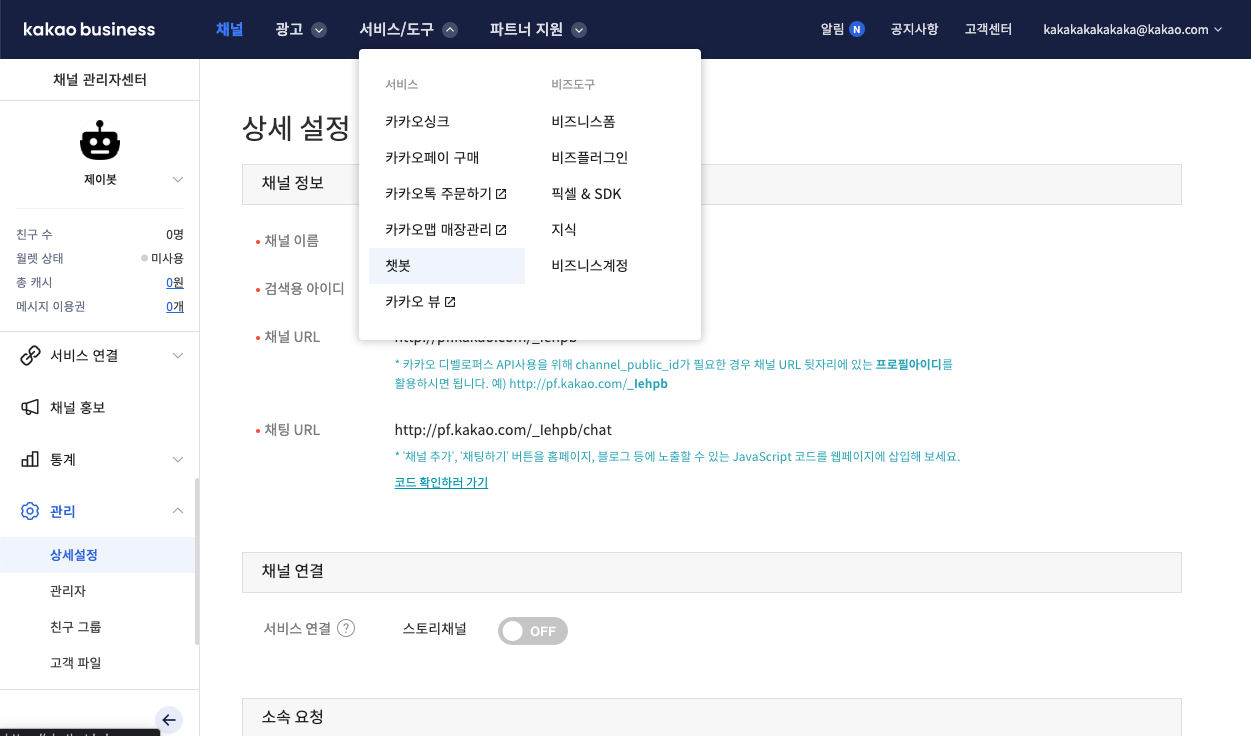 kakao business
채널
광고
서비스/도구
파트너 지원
알림 N
공지사항
고객센터
kakakakakakaka@kakao.com
채널 관리자센터
제이봇
친구 수 0명
월렛 상태 미사용
총 캐시 0원
메시지 이용권 0개
서비스 연결
채널 홍보
통계
관리
상세설정
관리자
친구 그룹
고객 파일
서비스
카카오싱크
카카오페이 구매
카카오톡 주문하기
카카오맵 매장관리
챗봇
카카오 뷰
비즈도구
비즈니스폼
비즈플러그인
픽셀 & SDK
지식
비즈니스계정
상세 설정
채널 정보
채널 이름
검색용 아이디
채널 URL
http://pf.kakao.com/_Iehpb
* 카카오 디벨로퍼스 API사용을 위해 channel_public_id가 필요한 경우 채널 URL 뒷자리에 있는 프로필아이디를
활용하시면 됩니다. 예) http://pf.kakao.com/_Iehpb
채팅 URL
http://pf.kakao.com/_Iehpb/chat
* '채널 추가', '채팅하기' 버튼을 홈페이지, 블로그 등에 노출할 수 있는 JavaScript 코드를 웹페이지에 삽입해 보세요.
코드 확인하러 가기
채널 연결
서비스 연결 ?
스토리채널
OFF
소속 요청